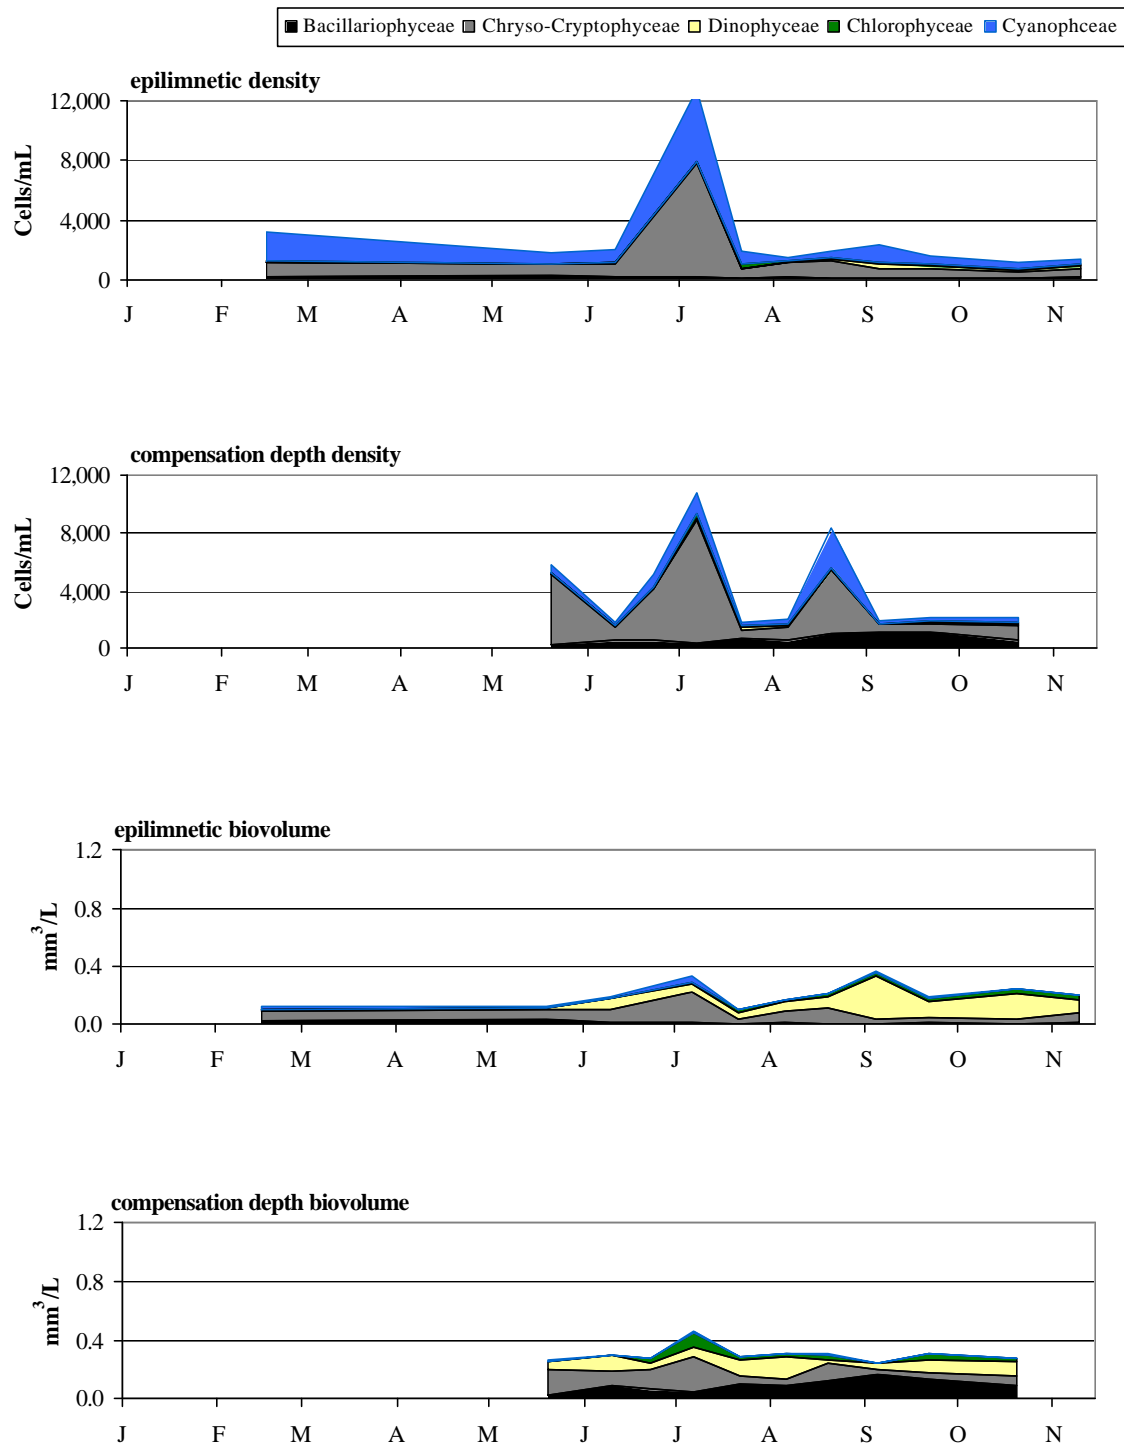 Bacillariophyceae Chryso-Cryptophyceae Dinophyceae Chlorophyceae Cyanophceae
epilimnetic density
12,000
8,000
4,000
0
Cells/mL
J F M A M J J A S O N
compensation depth density
12,000
8,000
4,000
0
Cells/mL
J F M A M J J A S O N
epilimnetic biovolume
1.2
0.8
0.4
0.0
mm³/L
J F M A M J J A S O N
compensation depth biovolume
1.2
0.8
0.4
0.0
mm³/L
J F M A M J J A S O N